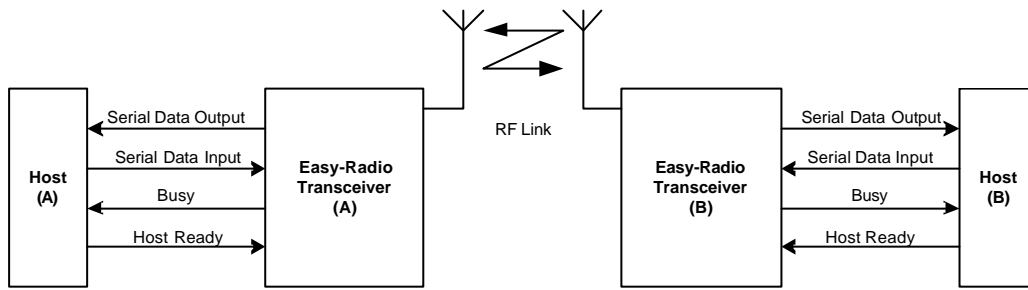 RF Link
Serial Data Output
Serial Data Input
Busy
Host Ready
Host
(A)
Easy-Radio
Transceiver
(A)
Easy-Radio
Transceiver
(B)
Serial Data Output
Serial Data Input
Busy
Host Ready
Host
(B)